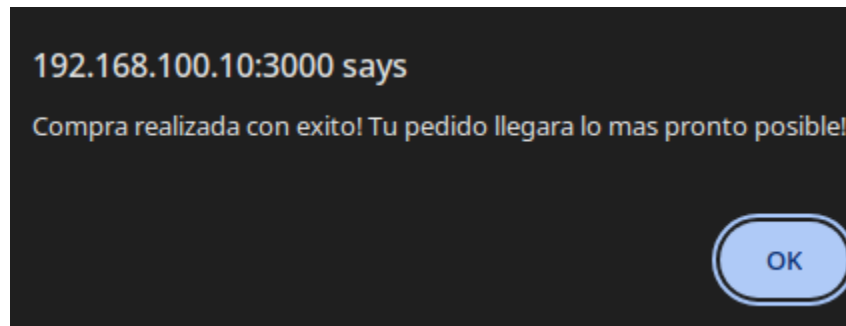 192.168.100.10:3000 says
Compra realizada con exito! Tu pedido llegara lo mas pronto posible!
OK